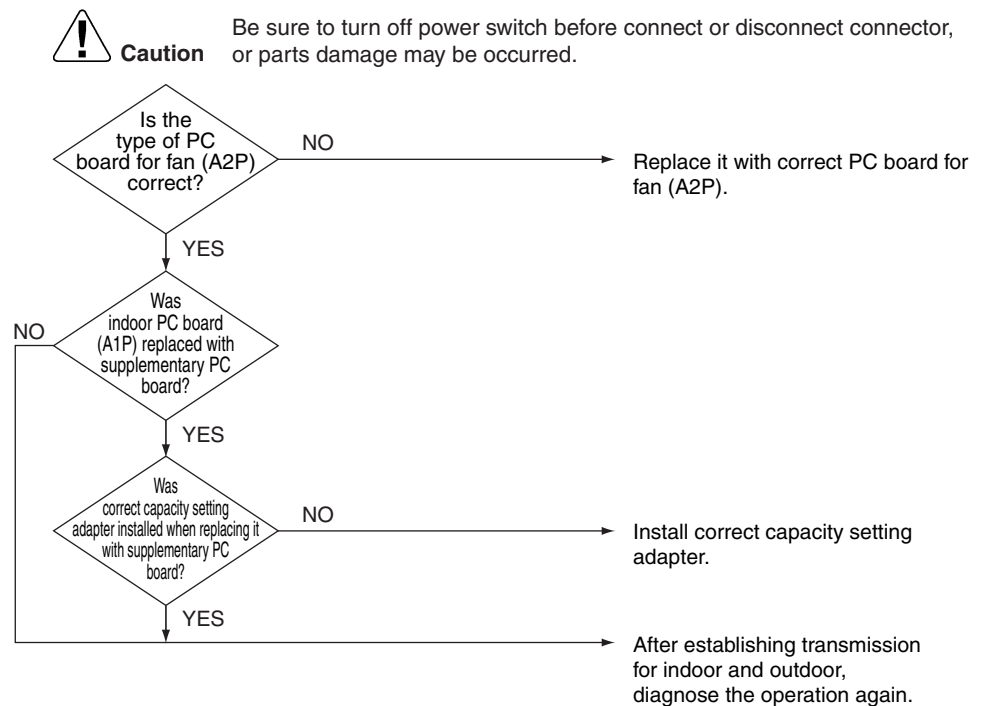 Caution
Be sure to turn off power switch before connect or disconnect connector,
or parts damage may be occurred.
Is the
type of PC
board for fan (A2P)
correct?
NO
Replace it with correct PC board for
fan (A2P).
YES
Was
indoor PC board
(A1P) replaced with
supplementary PC
board?
NO
YES
Was
correct capacity setting
adapter installed when replacing it
with supplementary PC
board?
NO
Install correct capacity setting
adapter.
YES
After establishing transmission
for indoor and outdoor,
diagnose the operation again.